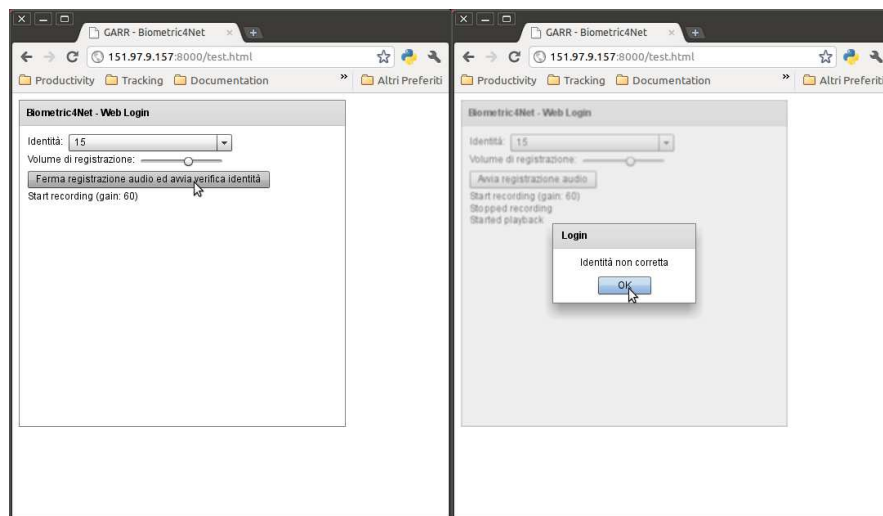 GARR - Biometric4Net
151.97.9.157:8000/test.html
Productivity Tracking Documentation » Altri Preferiti
Biometric4Net - Web Login
Identità: 15
Volume di registrazione:
Ferma registrazione audio ed avvia verifica identità
Start recording (gain: 60)
GARR - Biometric4Net
151.97.9.157:8000/test.html
Productivity Tracking Documentation » Altri Preferiti
Biometric4Net - Web Login
Identità: 15
Volume di registrazione:
Avvia registrazione audio
Start recording (gain: 60)
Stopped recording
Started playback
Login
Identità non corretta
OK